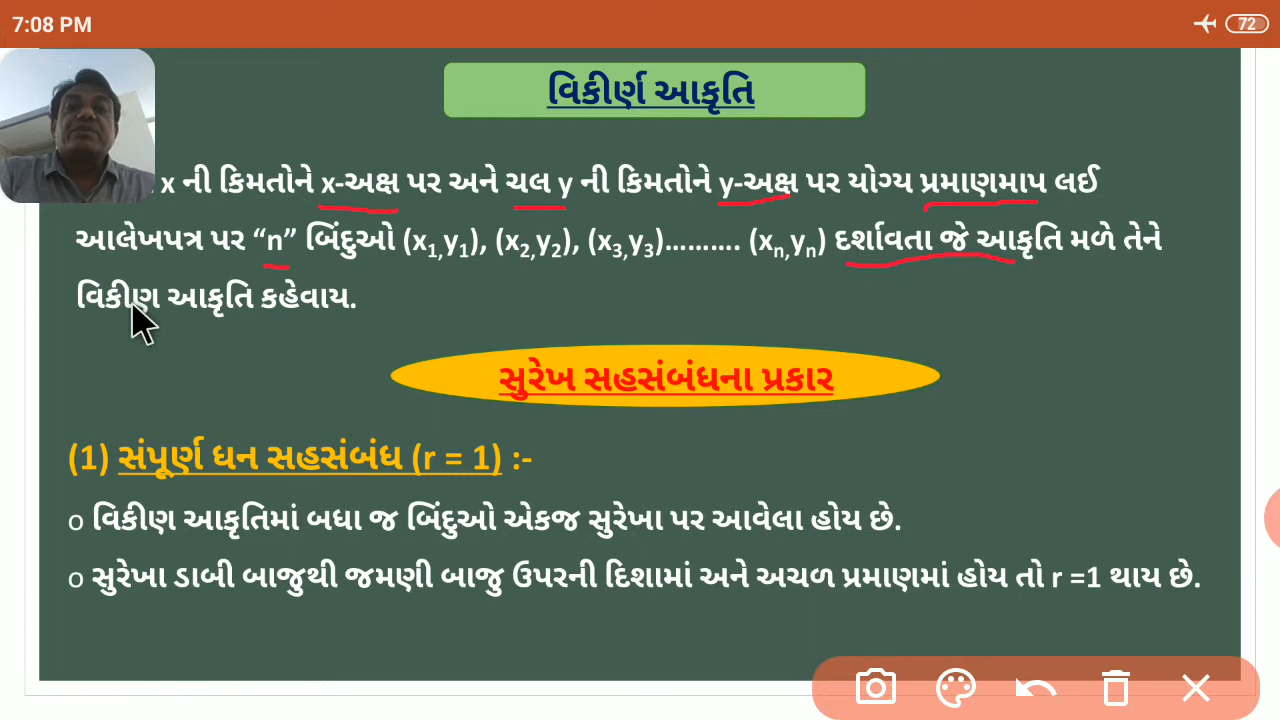 7:08 PM
72
વિકીર્ણ આકૃતિ
x ની કિમતોને x-અક્ષ પર અને ચલ y ની કિમતોને y-અક્ષ પર યોગ્ય પ્રમાણમાપ લઈ
આલેખપત્ર પર “n” બિંદુઓ (x1,y1), (x2,y2), (x3,y3)………. (xn,yn) દર્શાવતા જે આકૃતિ મળે તેને
વિકીણ આકૃતિ કહેવાય.
સુરેખ સહસંબંધના પ્રકાર
(1) સંપૂર્ણ ધન સહસંબંધ (r = 1) :-
o વિકીણ આકૃતિમાં બધા જ બિંદુઓ એકજ સુરેખા પર આવેલા હોય છે.
o સુરેખા ડાબી બાજુથી જમણી બાજુ ઉપરની દિશામાં અને અચળ પ્રમાણમાં હોય તો r =1 થાય છે.